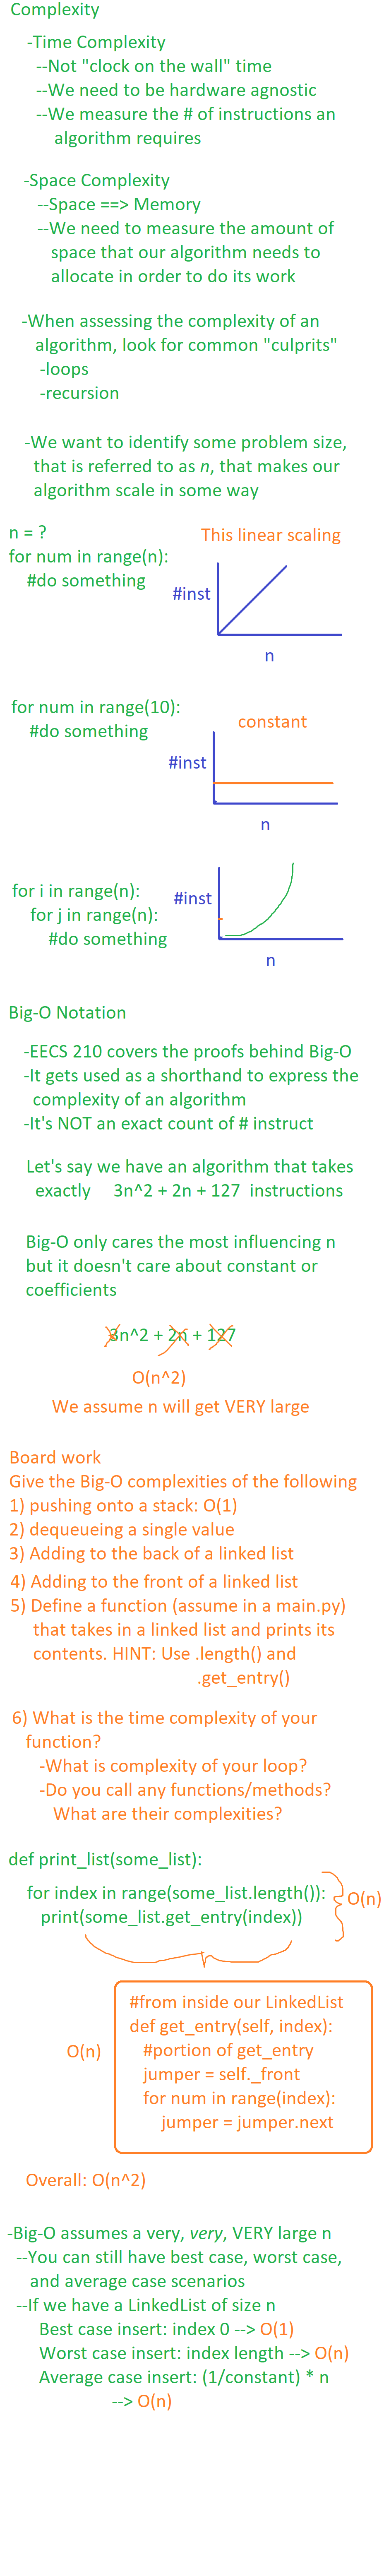 Complexity
-Time Complexity
--Not "clock on the wall" time
--We need to be hardware agnostic
--We measure the # of instructions an
algorithm requires
-Space Complexity
--Space ==> Memory
--We need to measure the amount of
space that our algorithm needs to
allocate in order to do its work
-When assessing the complexity of an
algorithm, look for common "culprits"
-loops
-recursion
-We want to identify some problem size,
that is referred to as n, that makes our
algorithm scale in some way
n = ?
for num in range(n):
#do something
This linear scaling
#inst
n
for num in range(10):
#do something
constant
#inst
n
for i in range(n):
for j in range(n):
#do something
#inst
n
Big-O Notation
-EECS 210 covers the proofs behind Big-O
-It gets used as a shorthand to express the
complexity of an algorithm
-It's NOT an exact count of # instruct
Let's say we have an algorithm that takes
exactly 3n^2 + 2n + 127 instructions
Big-O only cares the most influencing n
but it doesn't care about constant or
coefficients
3n^2 + 2n + 127
O(n^2)
We assume n will get VERY large
Board work
Give the Big-O complexities of the following
1) pushing onto a stack: O(1)
2) dequeueing a single value
3) Adding to the back of a linked list
4) Adding to the front of a linked list
5) Define a function (assume in a main.py)
that takes in a linked list and prints its
contents. HINT: Use .length() and
.get_entry()
6) What is the time complexity of your
function?
-What is complexity of your loop?
-Do you call any functions/methods?
What are their complexities?
def print_list(some_list):
for index in range(some_list.length()):
print(some_list.get_entry(index))
O(n)
#from inside our LinkedList
def get_entry(self, index):
#portion of get_entry
jumper = self._front
for num in range(index):
jumper = jumper.next
O(n)
Overall: O(n^2)
-Big-O assumes a very, very, VERY large n
--You can still have best case, worst case,
and average case scenarios
--If we have a LinkedList of size n
Best case insert: index 0 --> O(1)
Worst case insert: index length --> O(n)
Average case insert: (1/constant) * n
--> O(n)